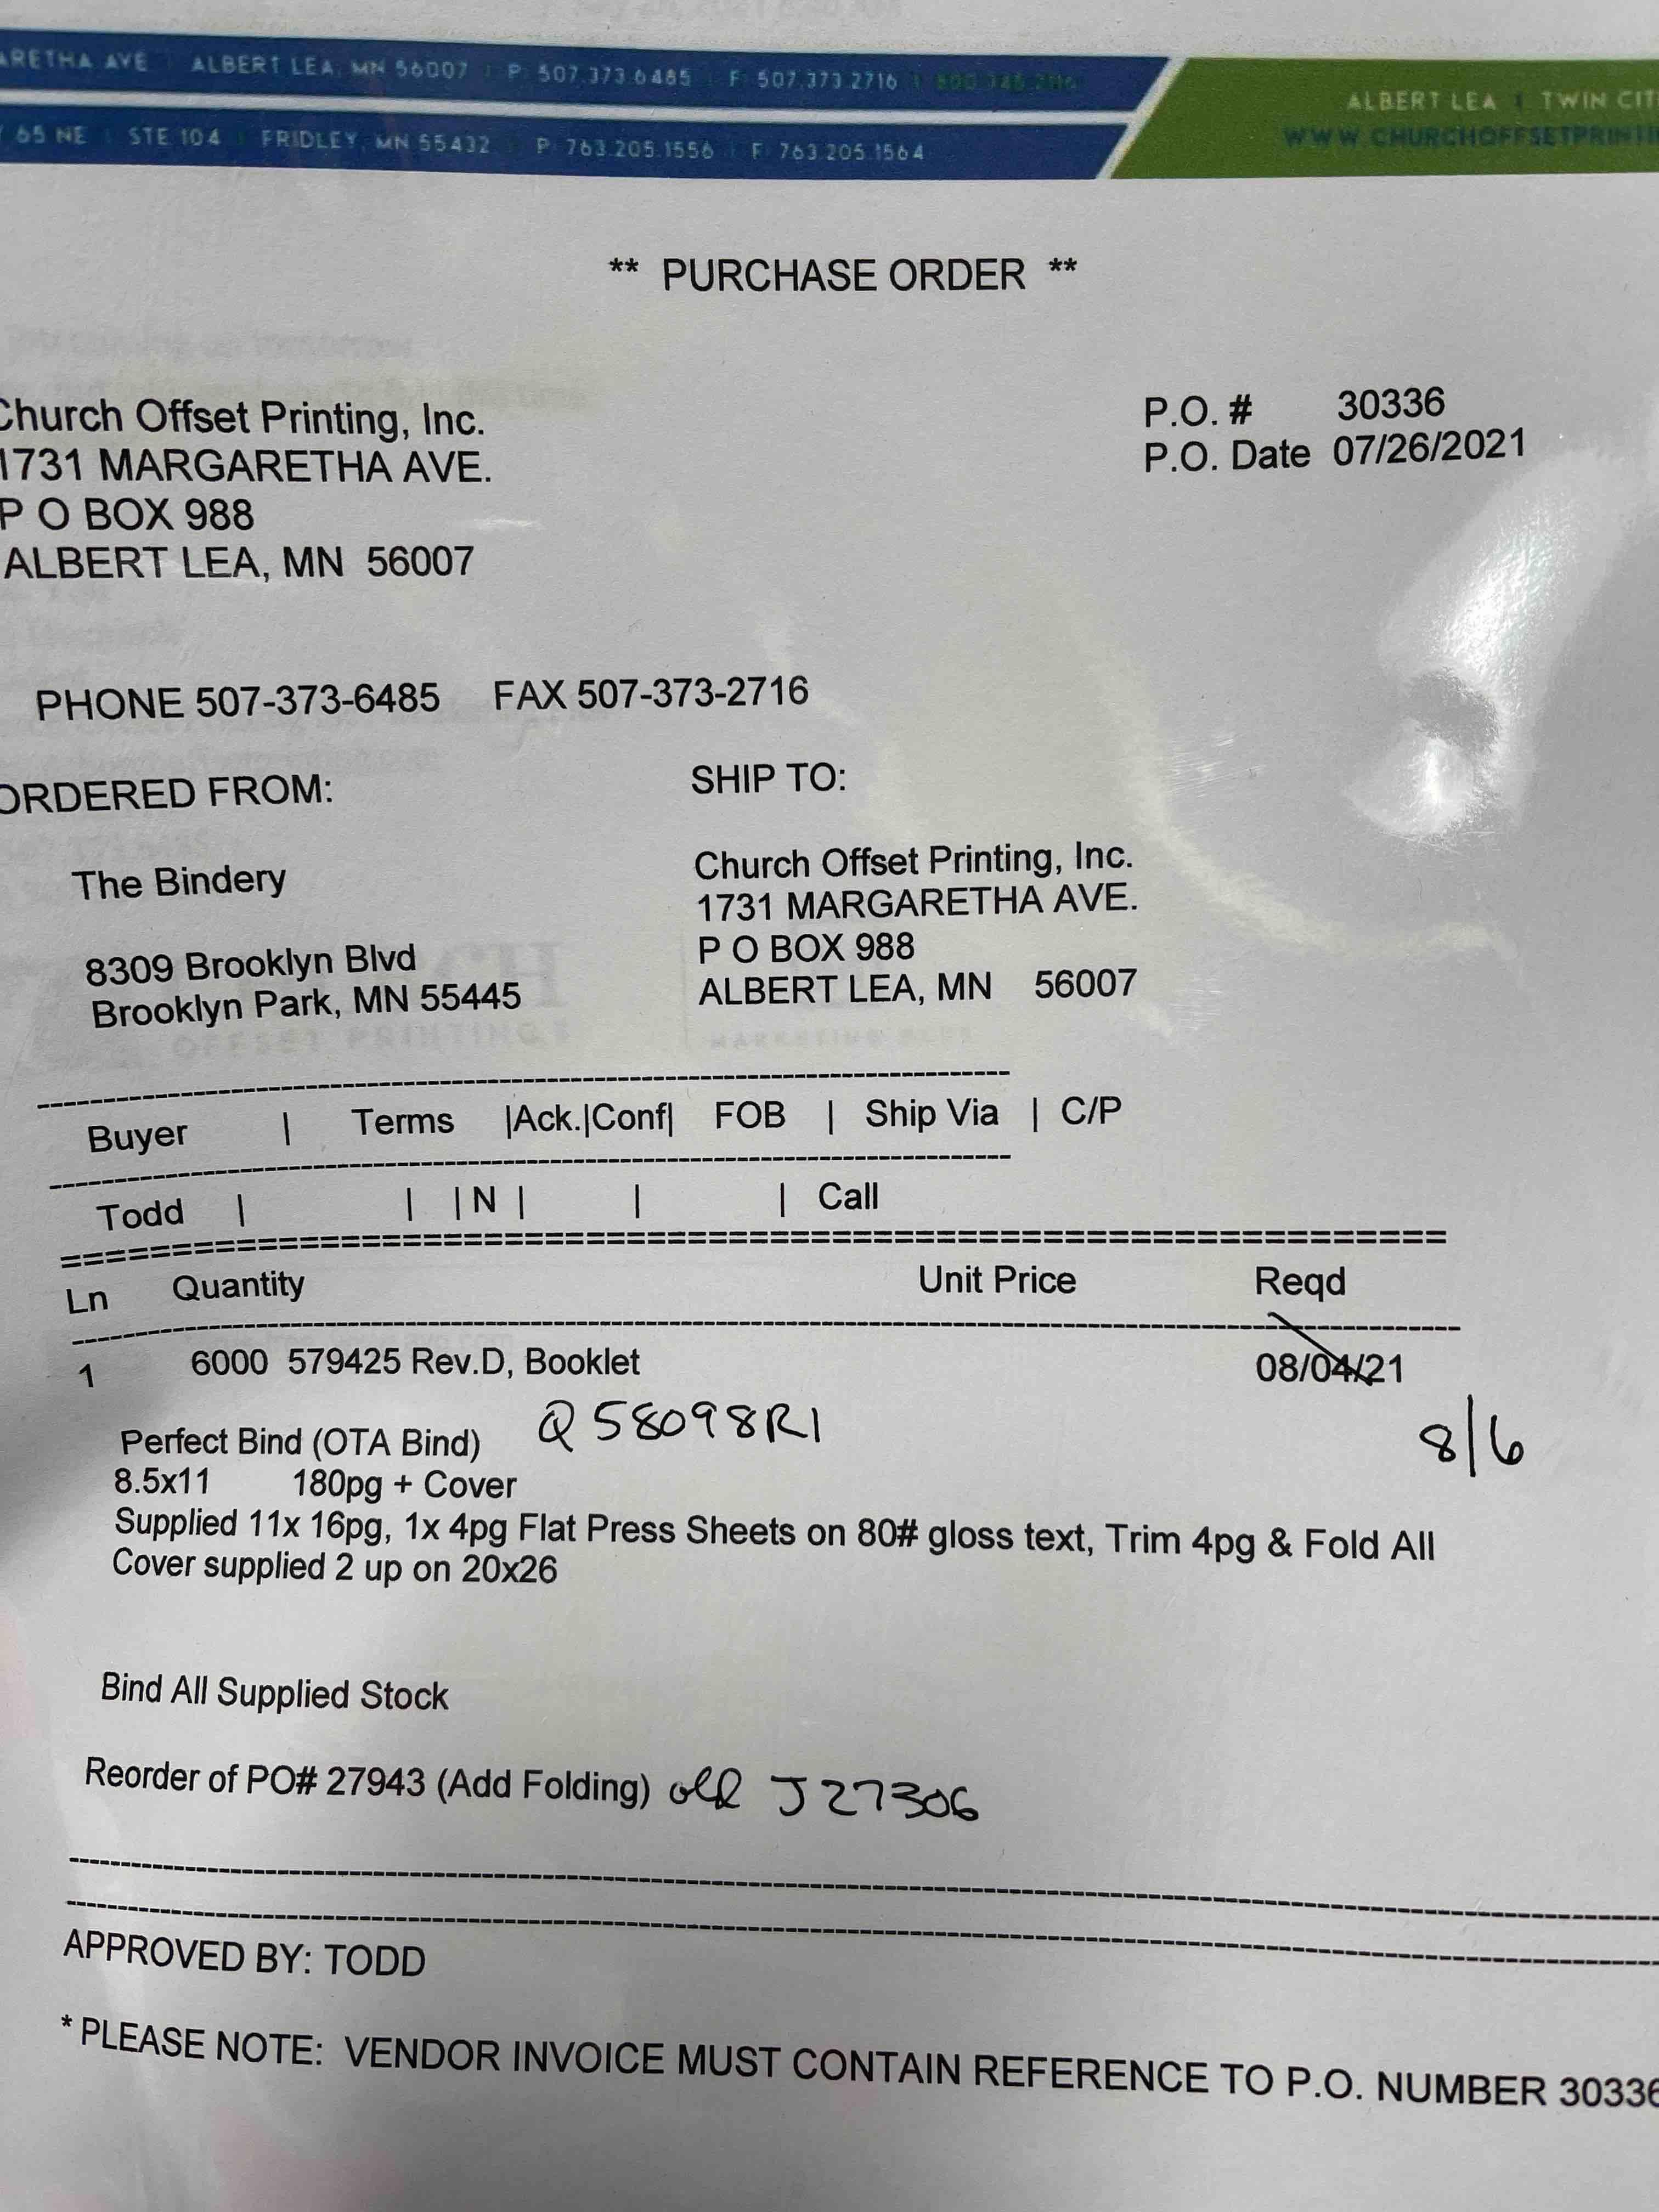 ARETHA AVE | ALBERT LEA, MN 56007 | P: 507.373.6485 | F: 507.373.2716
65 NE | STE 104 | FRIDLEY, MN 55432 | P: 763.205.1556 | F: 763.205.1564
ALBERT LEA | TWIN CIT
WWW.CHURCHOFFSETPRINTI
** PURCHASE ORDER **
Church Offset Printing, Inc.
1731 MARGARETHA AVE.
P O BOX 988
ALBERT LEA, MN 56007
P.O. # 30336
P.O. Date 07/26/2021
PHONE 507-373-6485 FAX 507-373-2716
ORDERED FROM:
The Bindery
8309 Brooklyn Blvd
Brooklyn Park, MN 55445
SHIP TO:
Church Offset Printing, Inc.
1731 MARGARETHA AVE.
P O BOX 988
ALBERT LEA, MN 56007
Buyer | Terms |Ack.|Conf| FOB | Ship Via | C/P
Todd | | |N | | | Call
Ln Quantity Unit Price Reqd
1 6000 579425 Rev.D, Booklet 08/04/21
Perfect Bind (OTA Bind) Q58098R1 8/6
8.5x11 180pg + Cover
Supplied 11x 16pg, 1x 4pg Flat Press Sheets on 80# gloss text, Trim 4pg & Fold All
Cover supplied 2 up on 20x26
Bind All Supplied Stock
Reorder of PO# 27943 (Add Folding) old J27306
APPROVED BY: TODD
* PLEASE NOTE: VENDOR INVOICE MUST CONTAIN REFERENCE TO P.O. NUMBER 30336